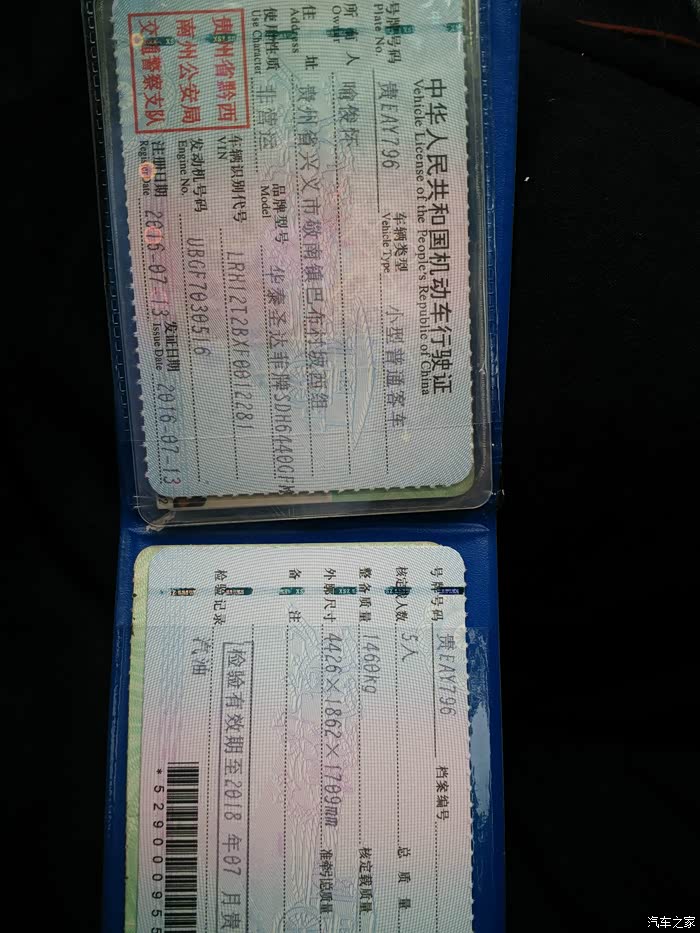 中华人民共和国机动车行驶证
Vehicle License of the People's Republic of China
号牌号码 贵EAY796 车辆类型 小型普通客车
Plate No. Vehicle Type
所有人 喻俊怀
Owner
住址 贵州省兴义市敬南镇巴布村级西组
Address
使用性质 非营运 品牌型号 华泰圣达菲牌SDH6440GFM
Use Character Model
贵州省黔西
南州公安局
交通警察支队
车辆识别代号 LRH12T2BXF0012281
VIN
发动机号码 UBGF7030516
Engine No.
注册日期 2016-07-13 发证日期 2016-07-13
Register Date Issue Date
号牌号码 贵EAY796 档案编号
核定载人数 5人 总质量
整备质量 1460kg 核定载质量
外廓尺寸 4426×1862×1709mm 准牵引总质量
备注
检验有效期至2018年07月贵
检验记录
汽油
*52900095
汽车之家